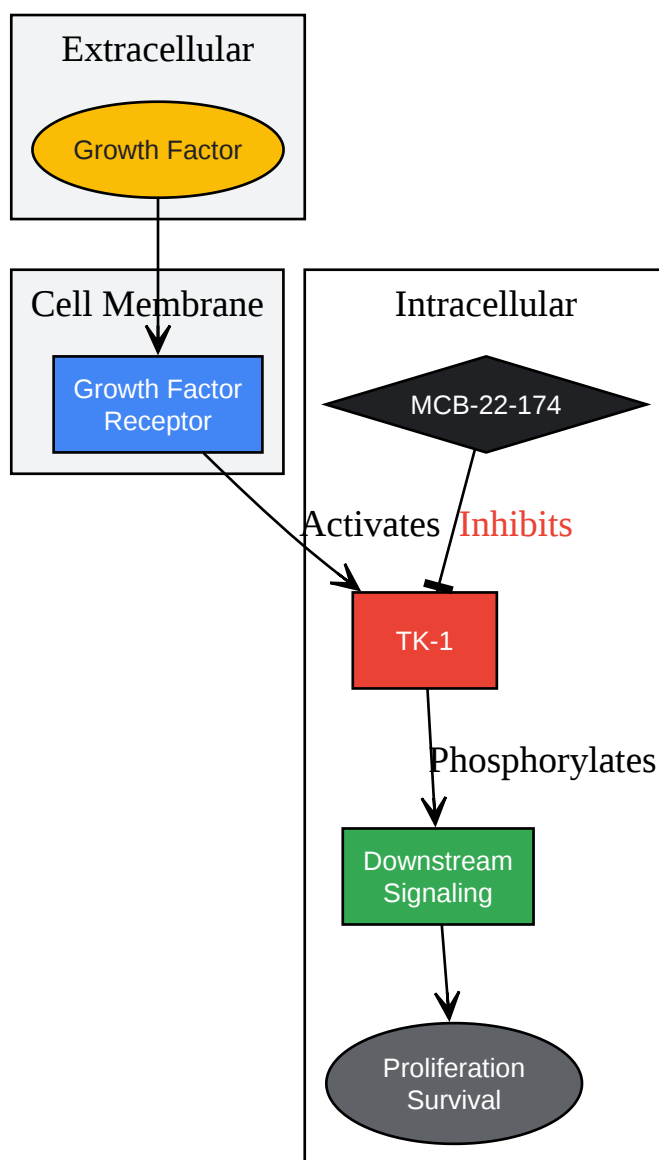 Extracellular
Growth Factor
Cell Membrane
Growth Factor
Receptor
Intracellular
MCB-22-174
Activates
Inhibits
TK-1
Phosphorylates
Downstream
Signaling
Proliferation
Survival